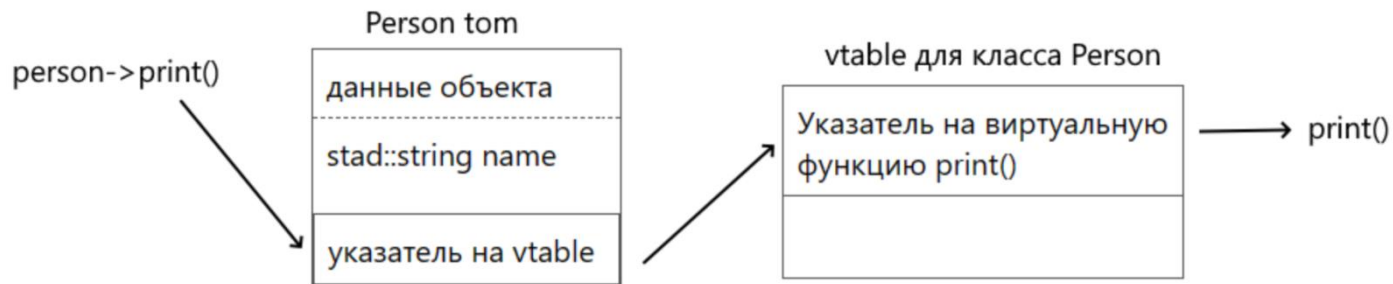 person->print()
Person tom
данные объекта
stad::string name
указатель на vtable
vtable для класса Person
Указатель на виртуальную
функцию print()
print()